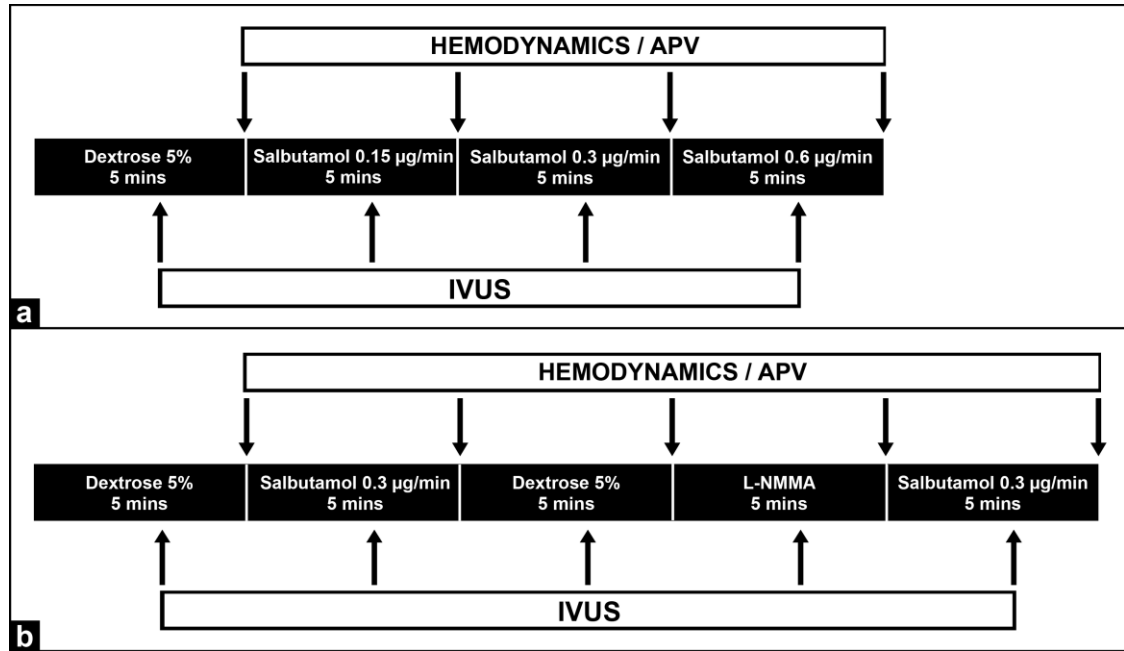 HEMODYNAMICS / APV
Dextrose 5%
5 mins
Salbutamol 0.15 µg/min
5 mins
Salbutamol 0.3 µg/min
5 mins
Salbutamol 0.6 µg/min
5 mins
IVUS
a
HEMODYNAMICS / APV
Dextrose 5%
5 mins
Salbutamol 0.3 µg/min
5 mins
Dextrose 5%
5 mins
L-NMMA
5 mins
Salbutamol 0.3 µg/min
5 mins
IVUS
b